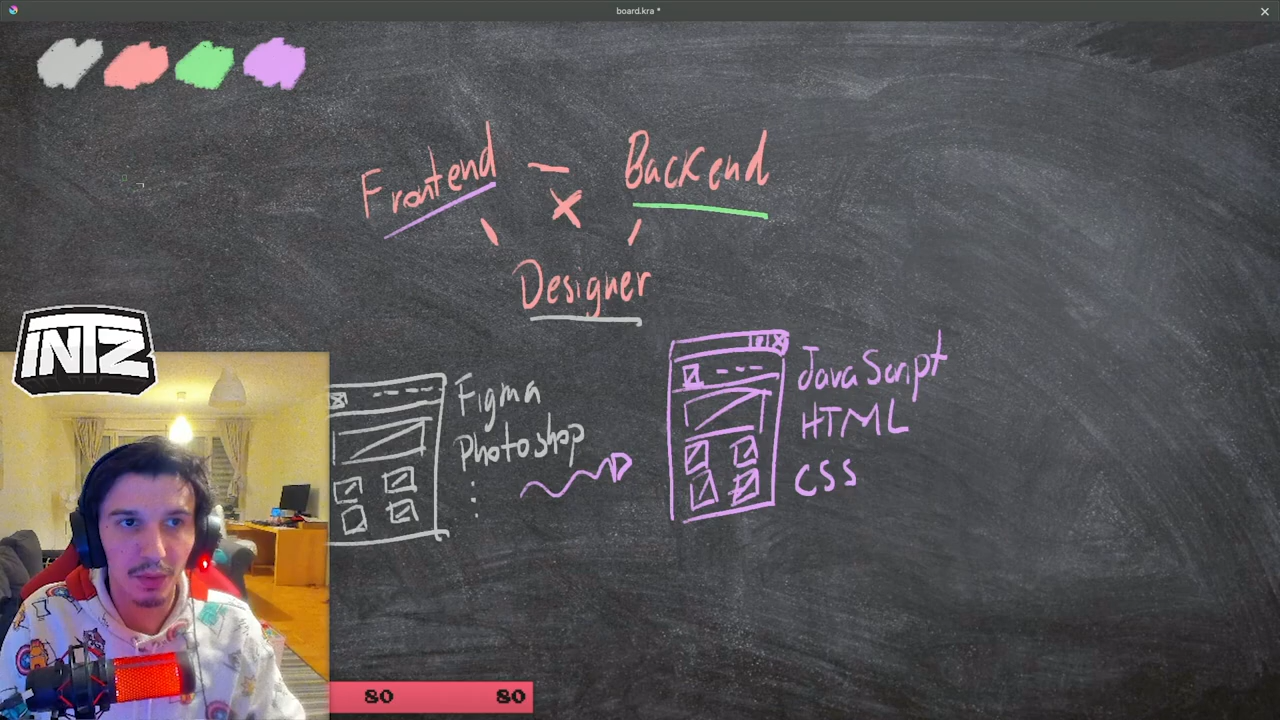 board.kra *
Frontend – Backend
Designer
Figma
Photoshop
JavaScript
HTML
CSS
INTZ
80 80